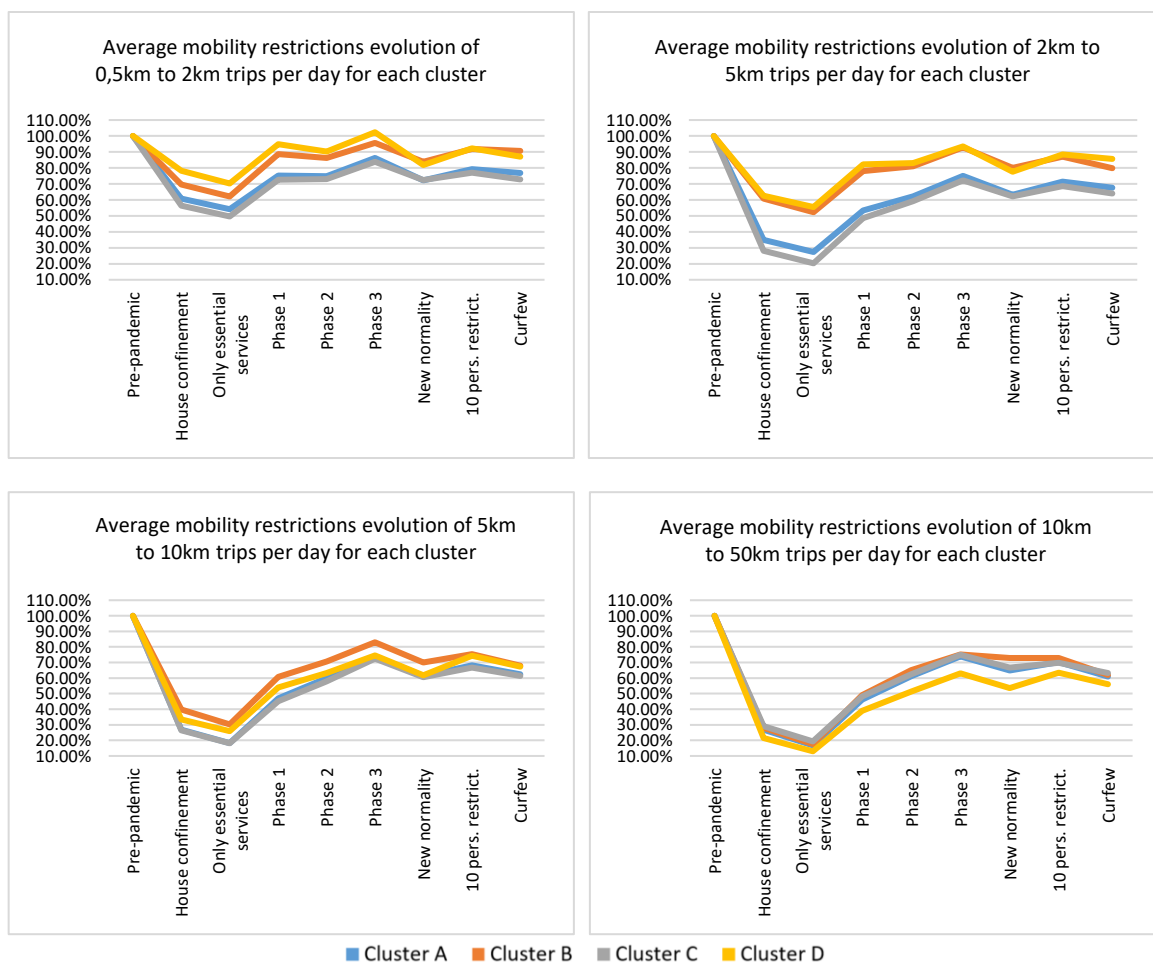 Average mobility restrictions evolution of
0,5km to 2km trips per day for each cluster
110.00%
100.00%
90.00%
80.00%
70.00%
60.00%
50.00%
40.00%
30.00%
20.00%
10.00%
Pre-pandemic
House confinement
Only essential
services
Phase 1
Phase 2
Phase 3
New normality
10 pers. restrict.
Curfew
Average mobility restrictions evolution of 2km to
5km trips per day for each cluster
110.00%
100.00%
90.00%
80.00%
70.00%
60.00%
50.00%
40.00%
30.00%
20.00%
10.00%
Pre-pandemic
House confinement
Only essential
services
Phase 1
Phase 2
Phase 3
New normality
10 pers. restrict.
Curfew
Average mobility restrictions evolution of 5km
to 10km trips per day for each cluster
110.00%
100.00%
90.00%
80.00%
70.00%
60.00%
50.00%
40.00%
30.00%
20.00%
10.00%
Pre-pandemic
House confinement
Only essential
services
Phase 1
Phase 2
Phase 3
New normality
10 pers. restrict.
Curfew
Average mobility restrictions evolution of 10km
to 50km trips per day for each cluster
110.00%
100.00%
90.00%
80.00%
70.00%
60.00%
50.00%
40.00%
30.00%
20.00%
10.00%
Pre-pandemic
House confinement
Only essential
services
Phase 1
Phase 2
Phase 3
New normality
10 pers. restrict.
Curfew
Cluster A Cluster B Cluster C Cluster D